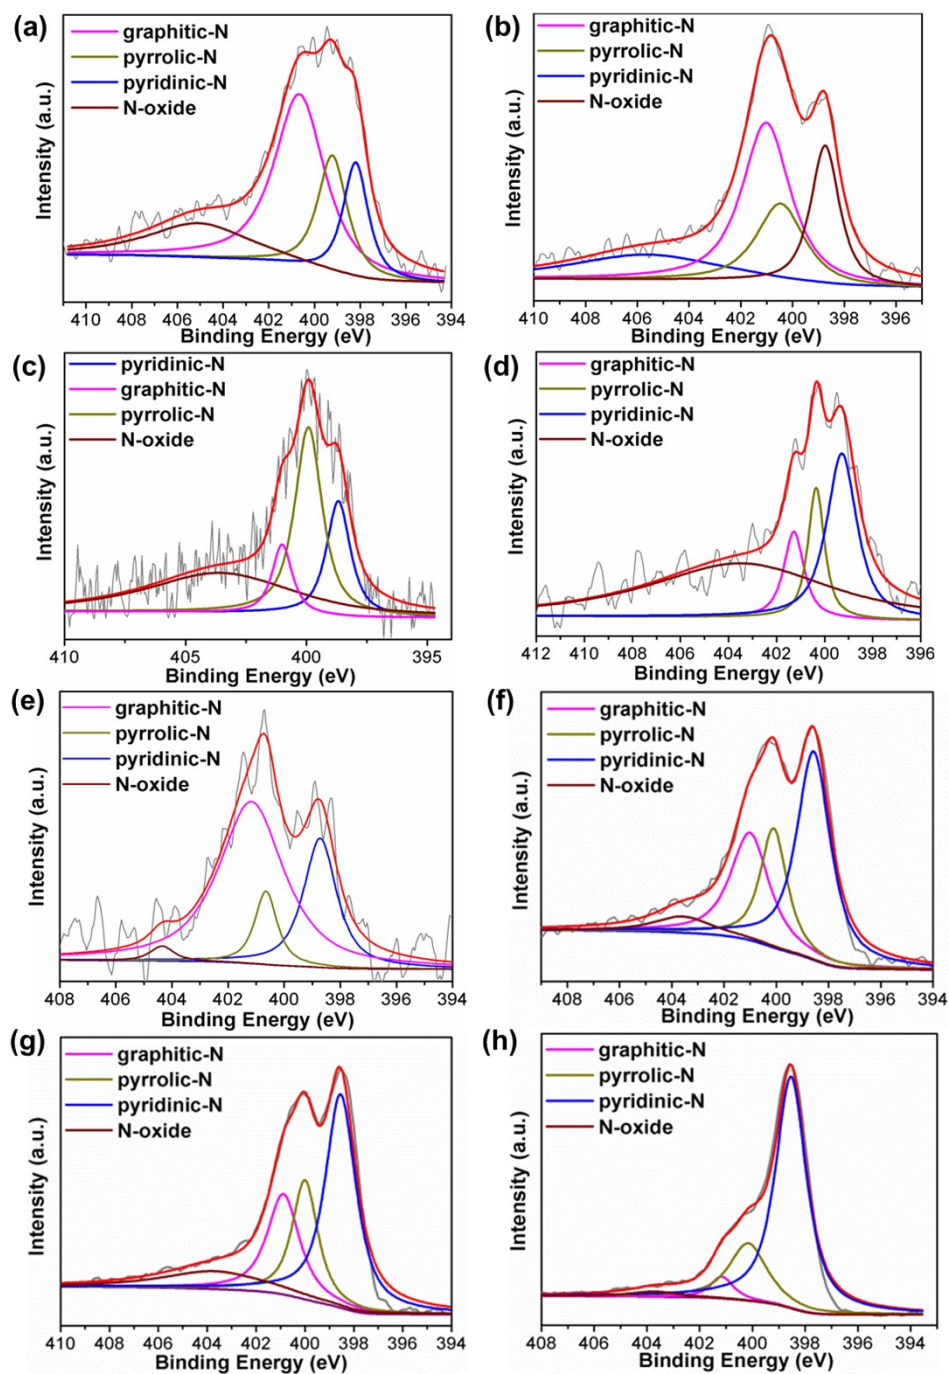 (a)
graphitic-N
pyrrolic-N
pyridinic-N
N-oxide
Intensity (a.u.)
410 408 406 404 402 400 398 396 394
Binding Energy (eV)
(b)
graphitic-N
pyrrolic-N
pyridinic-N
N-oxide
Intensity (a.u.)
410 408 406 404 402 400 398 396
Binding Energy (eV)
(c)
pyridinic-N
graphitic-N
pyrrolic-N
N-oxide
Intensity (a.u.)
410 405 400 395
Binding Energy (eV)
(d)
graphitic-N
pyrrolic-N
pyridinic-N
N-oxide
Intensity (a.u.)
412 410 408 406 404 402 400 398 396
Binding Energy (eV)
(e)
graphitic-N
pyrrolic-N
pyridinic-N
N-oxide
Intensity (a.u.)
408 406 404 402 400 398 396 394
Binding Energy (eV)
(f)
graphitic-N
pyrrolic-N
pyridinic-N
N-oxide
Intensity (a.u.)
408 406 404 402 400 398 396 394
Binding Energy (eV)
(g)
graphitic-N
pyrrolic-N
pyridinic-N
N-oxide
Intensity (a.u.)
410 408 406 404 402 400 398 396 394
Binding Energy (eV)
(h)
graphitic-N
pyrrolic-N
pyridinic-N
N-oxide
Intensity (a.u.)
408 406 404 402 400 398 396 394
Binding Energy (eV)